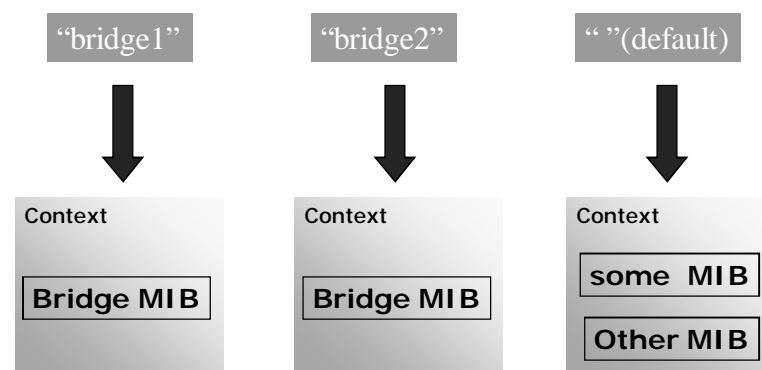 “bridge1”
“bridge2”
“ ”(default)
Context
Bridge MIB
Context
Bridge MIB
Context
some MIB
Other MIB